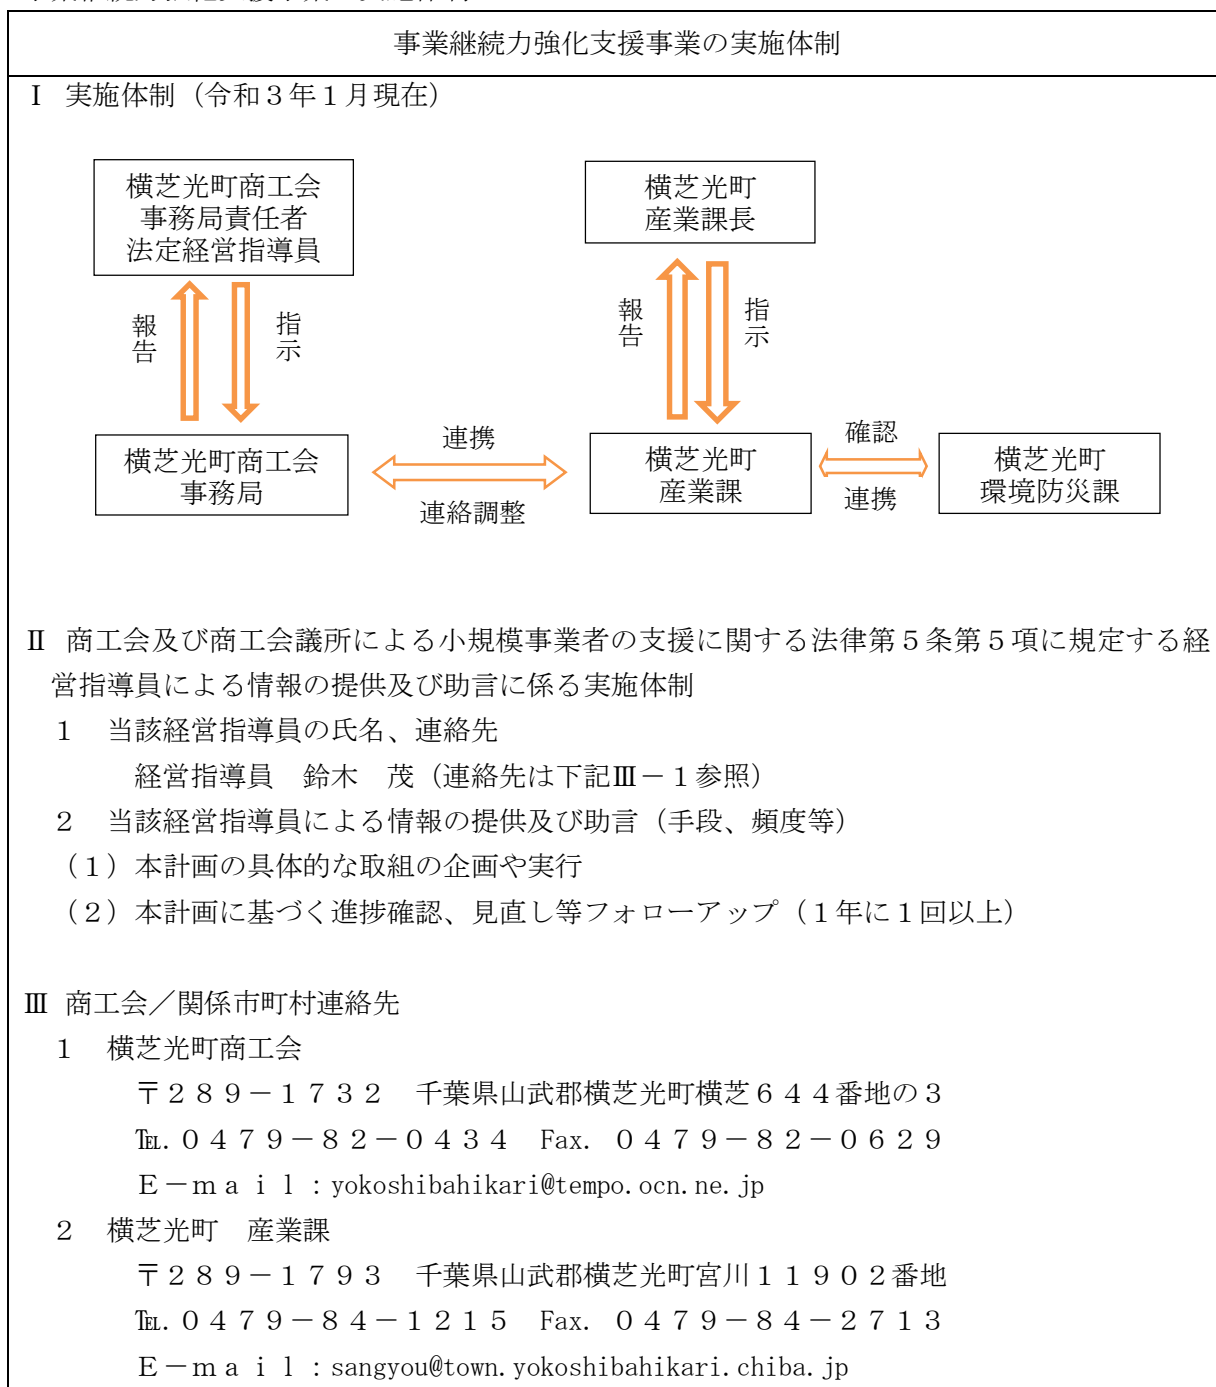 事業継続力強化支援事業の実施体制
Ⅰ 実施体制（令和３年１月現在）
横芝光町商工会
事務局責任者
法定経営指導員
横芝光町
産業課長
報告
指示
報告
指示
横芝光町商工会
事務局
連携
連絡調整
横芝光町
産業課
確認
連携
横芝光町
環境防災課
Ⅱ 商工会及び商工会議所による小規模事業者の支援に関する法律第５条第５項に規定する経
営指導員による情報の提供及び助言に係る実施体制
１　当該経営指導員の氏名、連絡先
経営指導員　鈴木　茂（連絡先は下記Ⅲ－１参照）
２　当該経営指導員による情報の提供及び助言（手段、頻度等）
（１）本計画の具体的な取組の企画や実行
（２）本計画に基づく進捗確認、見直し等フォローアップ（１年に１回以上）
Ⅲ 商工会／関係市町村連絡先
１　横芝光町商工会
〒２８９－１７３２　千葉県山武郡横芝光町横芝６４４番地の３
℡.０４７９－８２－０４３４　Fax. ０４７９－８２－０６２９
Ｅ－ｍａｉｌ：yokoshibahikari@tempo.ocn.ne.jp
２　横芝光町　産業課
〒２８９－１７９３　千葉県山武郡横芝光町宮川１１９０２番地
℡.０４７９－８４－１２１５　Fax. ０４７９－８４－２７１３
Ｅ－ｍａｉｌ：sangyou@town.yokoshibahikari.chiba.jp